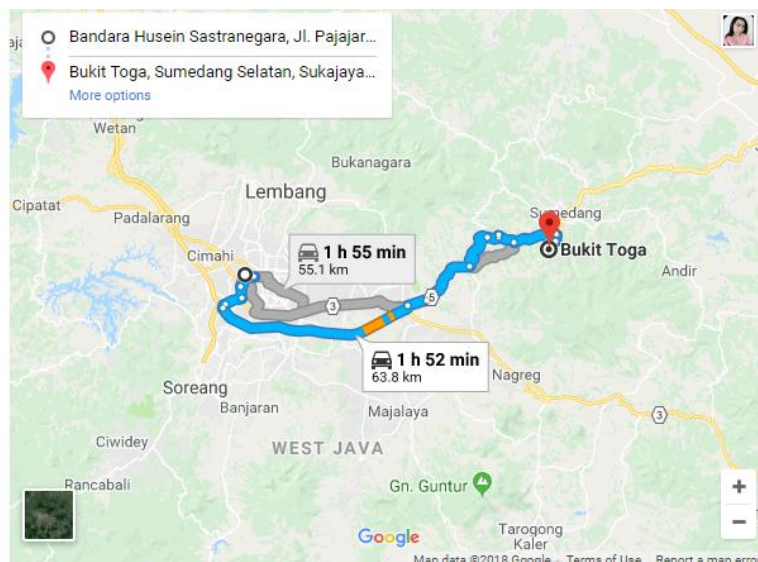 Bandara Husein Sastranegara, Jl. Pajajar...
Bukit Toga, Sumedang Selatan, Sukajaya...
More options
Wetan
Bukanagara
Cipatat
Lembang
Padalarang
Sumedang
Cimahi
Bukit Toga
1 h 55 min
55.1 km
Andir
3
5
1 h 52 min
63.8 km
Soreang
Nagreg
Banjaran
Majalaya
3
Ciwidey
WEST JAVA
Rancabali
Gn. Guntur
Google
Tarogong
Kaler
Map data ©2018 Google
Terms of Use
Report a map error